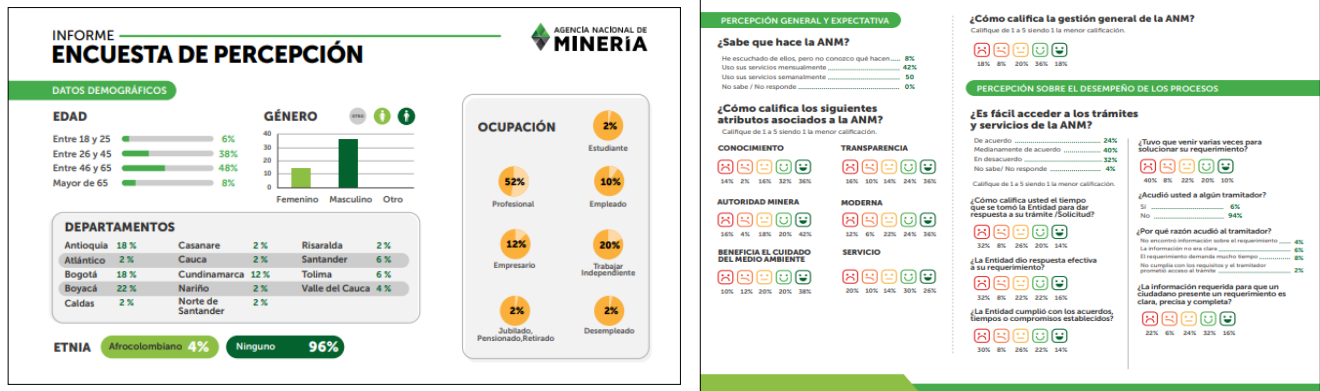 INFORME
ENCUESTA DE PERCEPCIÓN
AGENCIA NACIONAL DE
MINERÍA
DATOS DEMOGRÁFICOS
EDAD
Entre 18 y 25 6%
Entre 26 y 45 38%
Entre 46 y 65 48%
Mayor de 65 8%
GÉNERO
OTRO
40
30
20
10
0
Femenino Masculino Otro
DEPARTAMENTOS
Antioquia 18 % Casanare 2 % Risaralda 2 %
Atlántico 2 % Cauca 2 % Santander 6 %
Bogotá 18 % Cundinamarca 12 % Tolima 6 %
Boyacá 22 % Nariño 2 % Valle del Cauca 4 %
Caldas 2 % Norte de 2 %
Santander
ETNIA Afrocolombiano 4% Ninguno 96%
OCUPACIÓN
2%
Estudiante
52% 10%
Profesional Empleado
12% 20%
Empresario Trabajar
Independiente
2% 2%
Jubilado, Desempleado
Pensionado,Retirado
PERCEPCIÓN GENERAL Y EXPECTATIVA
¿Sabe que hace la ANM?
He escuchado de ellos, pero no conozco qué hacen 8%
Uso sus servicios mensualmente 42%
Uso sus servicios semanalmente 50
No sabe / No responde 0%
¿Cómo califica los siguientes
atributos asociados a la ANM?
Califique de 1 a 5 siendo 1 la menor calificación.
CONOCIMIENTO TRANSPARENCIA
14% 2% 16% 32% 36% 16% 10% 14% 24% 36%
AUTORIDAD MINERA MODERNA
16% 4% 18% 20% 42% 12% 6% 22% 24% 36%
BENEFICIA EL CUIDADO SERVICIO
DEL MEDIO AMBIENTE
10% 12% 20% 20% 38% 20% 10% 14% 30% 26%
¿Cómo califica la gestión general de la ANM?
Califique de 1 a 5 siendo 1 la menor calificación.
18% 8% 20% 36% 18%
PERCEPCIÓN SOBRE EL DESEMPEÑO DE LOS PROCESOS
¿Es fácil acceder a los trámites
y servicios de la ANM?
De acuerdo 24%
Medianamente de acuerdo 40%
En desacuerdo 32%
No sabe/ No responde 4%
Califique de 1 a 5 siendo 1 la menor calificación.
¿Cómo califica usted el tiempo
que se tomó la Entidad para dar
respuesta a su trámite /Solicitud?
32% 8% 26% 20% 14%
¿La Entidad dio respuesta efectiva
a su requerimiento?
32% 8% 22% 22% 16%
¿La Entidad cumplió con los acuerdos,
tiempos o compromisos establecidos?
30% 8% 26% 22% 14%
¿Tuvo que venir varias veces para
solucionar su requerimiento?
40% 8% 22% 20% 10%
¿Acudió usted a algún tramitador?
Sí 6%
No 94%
¿Por qué razón acudió al tramitador?
No encontró información sobre el requerimiento 4%
La información no era clara 6%
El requerimiento demanda mucho tiempo 8%
No cumplía con los requisitos y el tramitador
prometió acceso al trámite 2%
¿La información requerida para que un
ciudadano presente un requerimiento es
clara, precisa y completa?
22% 6% 24% 32% 16%